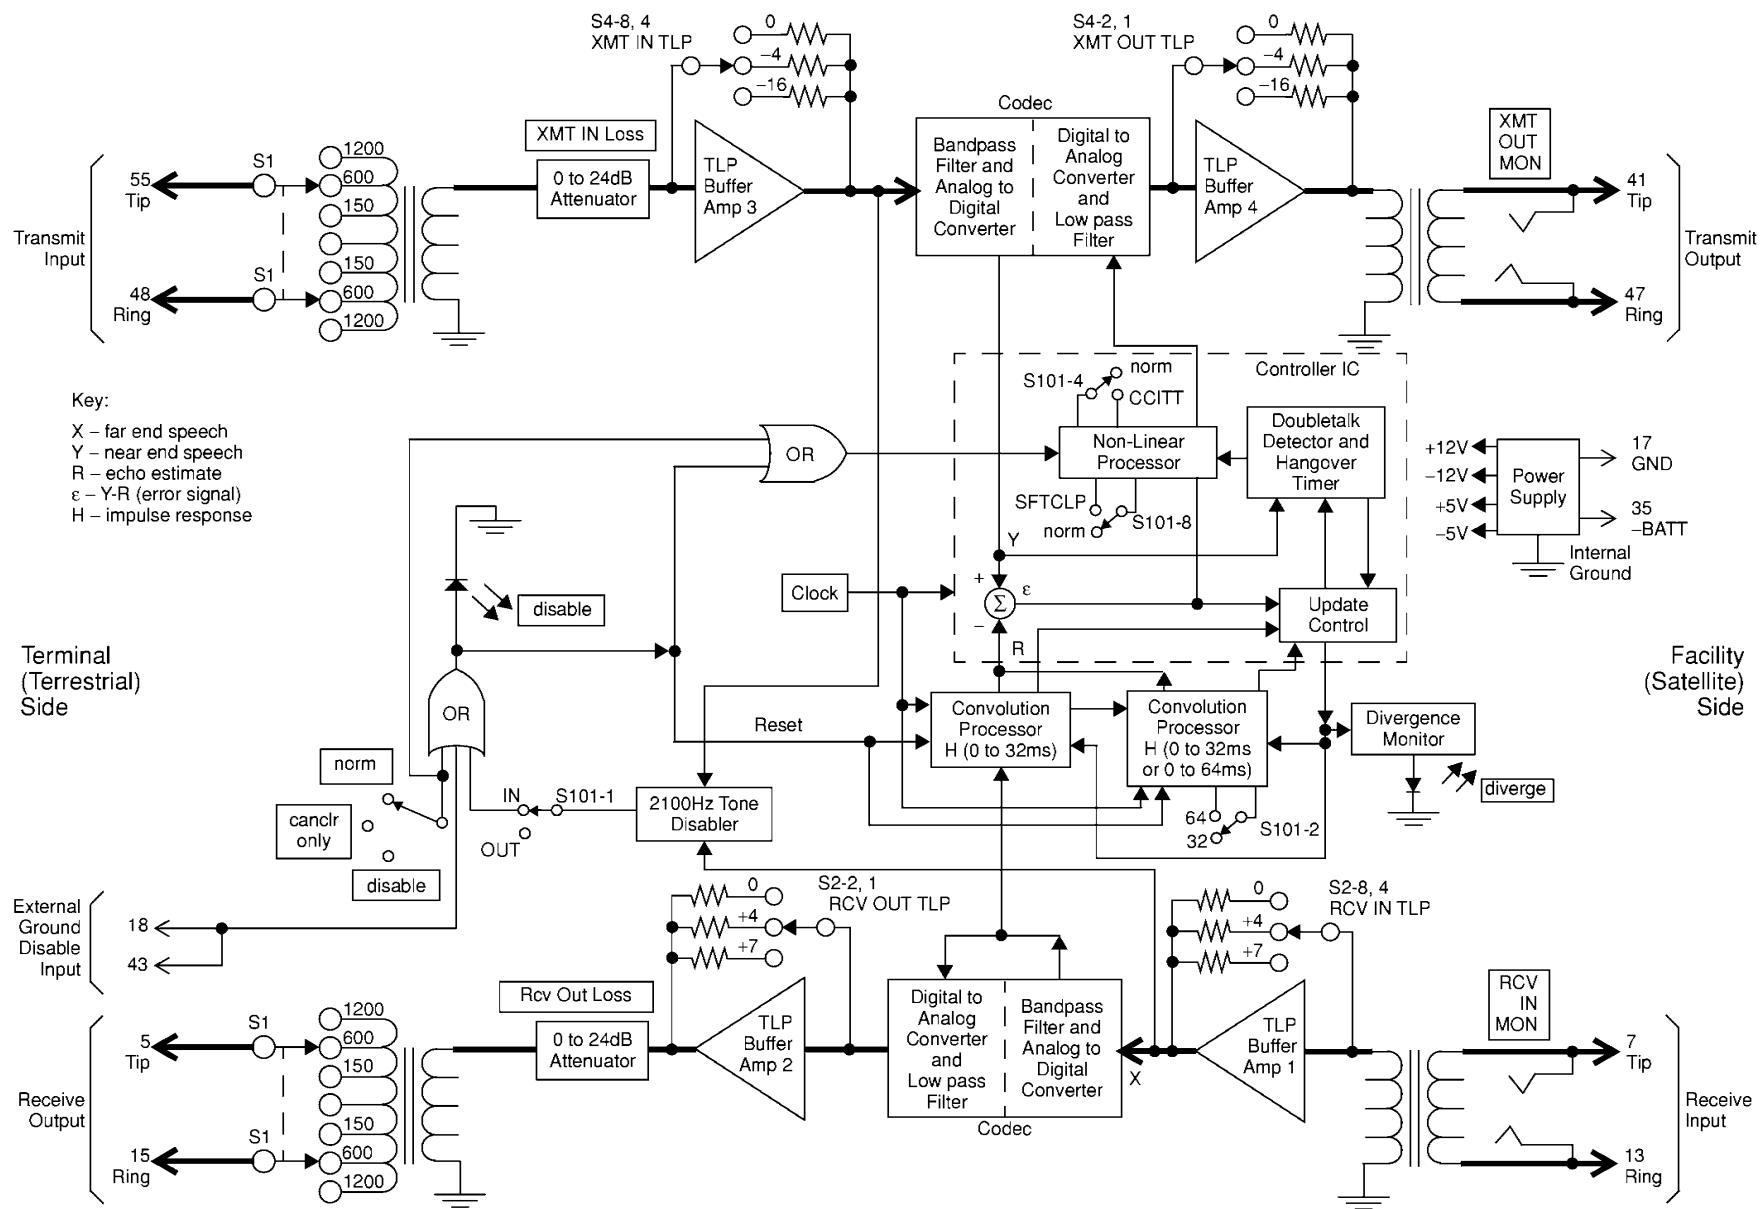 S4-8, 4
XMT IN TLP
0
−4
−16
S4-2, 1
XMT OUT TLP
0
−4
−16
Codec
XMT IN Loss
0 to 24dB
Attenuator
TLP
Buffer
Amp 3
Bandpass
Filter and
Analog to
Digital
Converter
Digital to
Analog
Converter
and
Low pass
Filter
TLP
Buffer
Amp 4
XMT
OUT
MON
Transmit
Input
55
Tip
48
Ring
S1
S1
1200
600
150
150
600
1200
41
Tip
47
Ring
Transmit
Output
Key:
X – far end speech
Y – near end speech
R – echo estimate
ε – Y-R (error signal)
H – impulse response
OR
Controller IC
S101-4
norm
CCITT
Non-Linear
Processor
Doubletalk
Detector and
Hangover
Timer
SFTCLP
norm
S101-8
+12V
−12V
+5V
−5V
Power
Supply
17
GND
35
−BATT
Internal
Ground
disable
Clock
Y
+
Σ
ε
−
R
Update
Control
Terminal
(Terrestrial)
Side
Facility
(Satellite)
Side
OR
Reset
Convolution
Processor
H (0 to 32ms)
Convolution
Processor
H (0 to 32ms
or 0 to 64ms)
Divergence
Monitor
diverge
norm
canclr
only
disable
IN
S101-1
OUT
2100Hz Tone
Disabler
64
32
S101-2
External
Ground
Disable
Input
18
43
0
+4
+7
S2-2, 1
RCV OUT TLP
0
+4
+7
S2-8, 4
RCV IN TLP
Rcv Out Loss
0 to 24dB
Attenuator
TLP
Buffer
Amp 2
Digital to
Analog
Converter
and
Low pass
Filter
Bandpass
Filter and
Analog to
Digital
Converter
Codec
X
TLP
Buffer
Amp 1
RCV
IN
MON
Receive
Output
5
Tip
15
Ring
S1
S1
1200
600
150
150
600
1200
7
Tip
13
Ring
Receive
Input